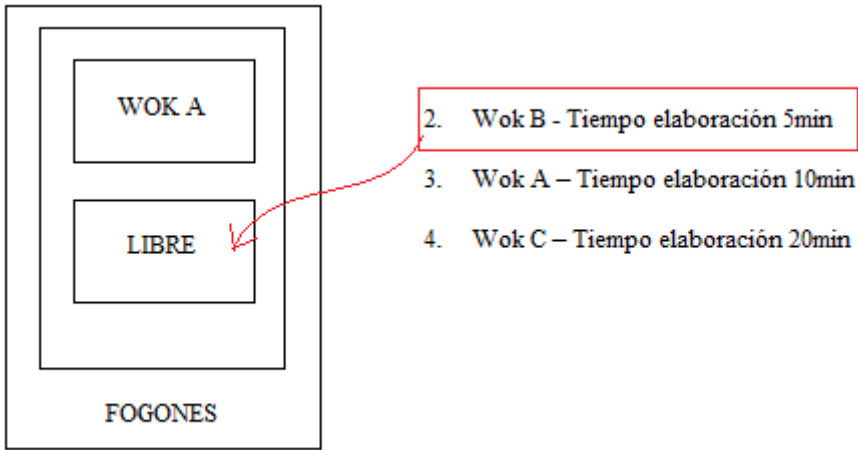 WOK A
LIBRE
FOGONES
2. Wok B - Tiempo elaboración 5min
3. Wok A – Tiempo elaboración 10min
4. Wok C – Tiempo elaboración 20min